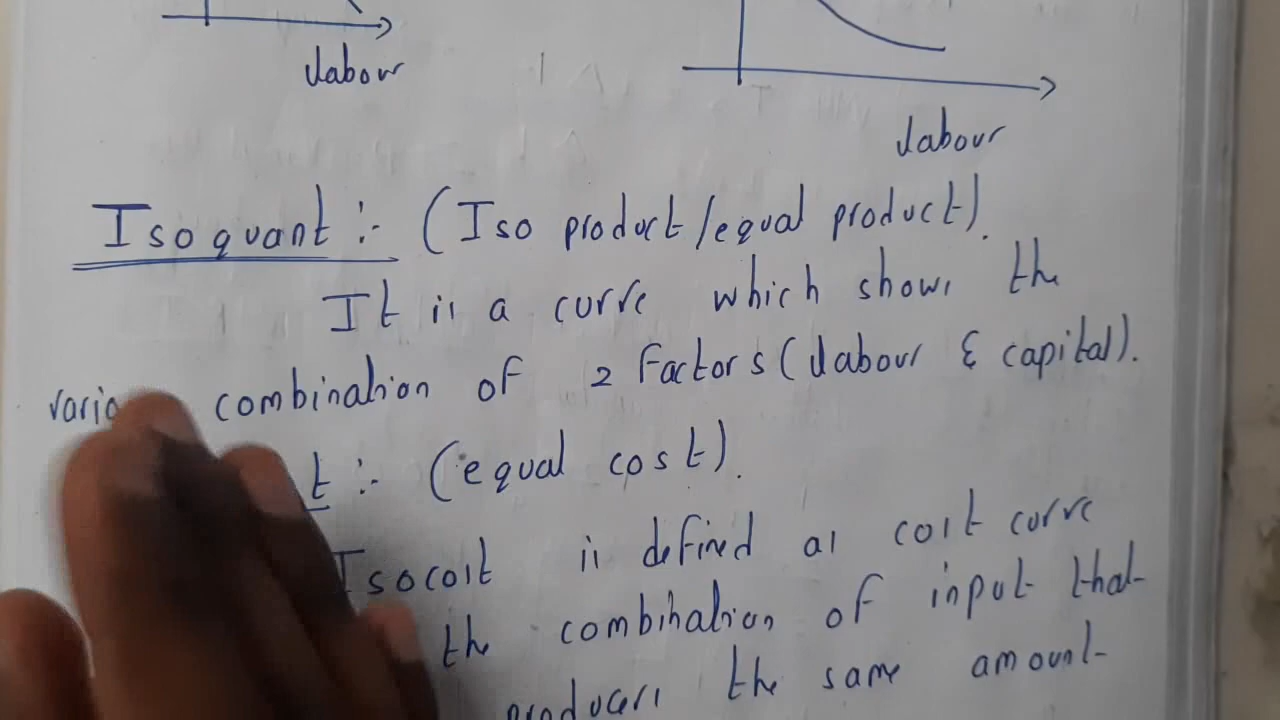 labour
labour
Isoquant :- (Iso product/equal product).
It is a curve which shows the
combination of 2 factors (labour & capital).
t :- (equal cost).
Isocost is defined as cost curve
the combination of input that
the same amount